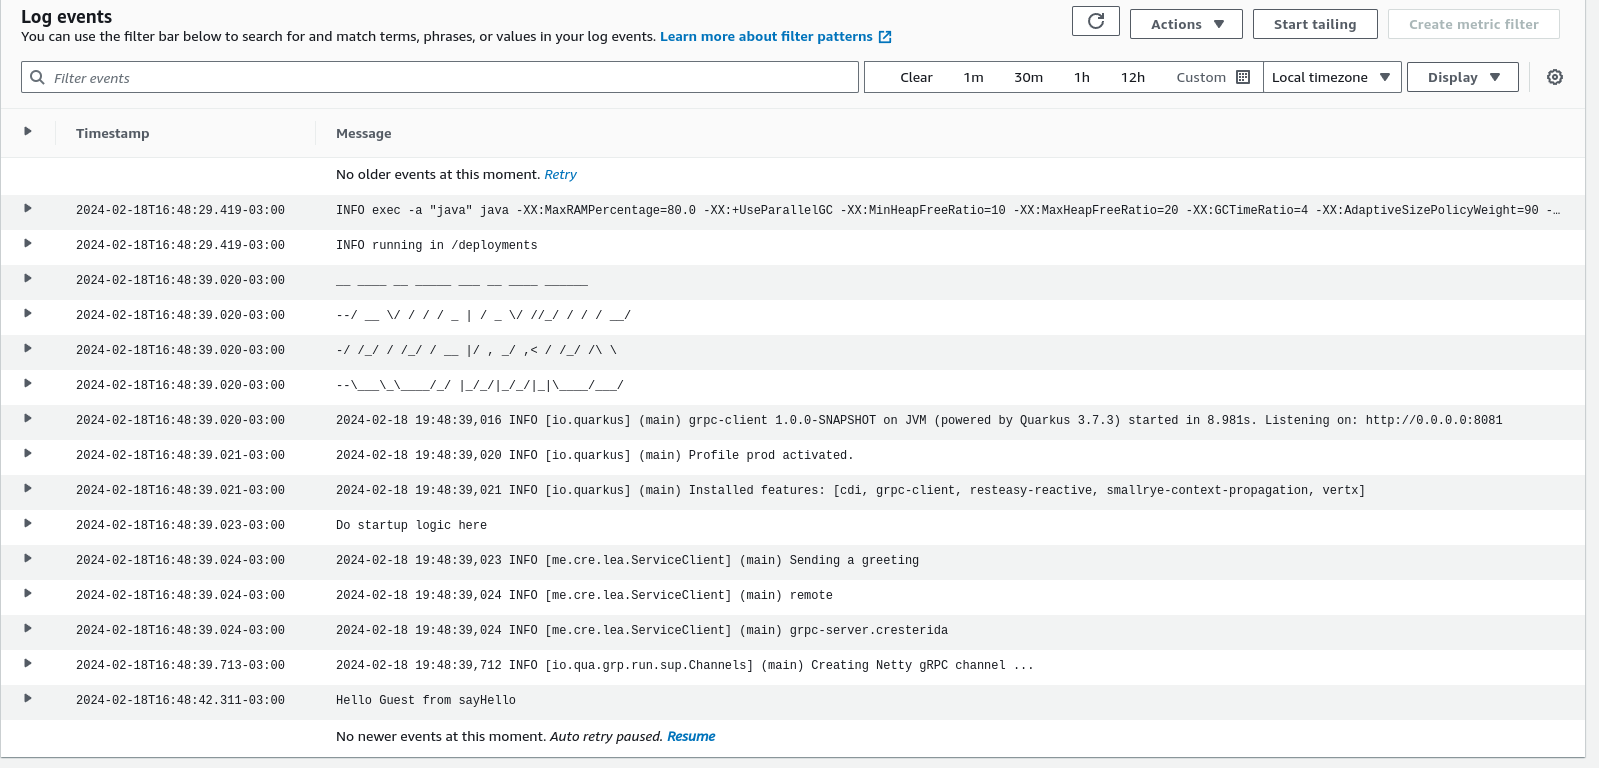 Log events
You can use the filter bar below to search for and match terms, phrases, or values in your log events. Learn more about filter patterns
Actions
Start tailing
Create metric filter
Filter events
Clear 1m 30m 1h 12h Custom Local timezone Display
Timestamp Message
No older events at this moment. Retry
2024-02-18T16:48:29.419-03:00 INFO exec -a "java" java -XX:MaxRAMPercentage=80.0 -XX:+UseParallelGC -XX:MinHeapFreeRatio=10 -XX:MaxHeapFreeRatio=20 -XX:GCTimeRatio=4 -XX:AdaptiveSizePolicyWeight=90 -…
2024-02-18T16:48:29.419-03:00 INFO running in /deployments
2024-02-18T16:48:39.020-03:00 __ ____ __ _____ ___ __ ____ ______
2024-02-18T16:48:39.020-03:00 --/ __ \/ / / / _ | / _ \/ //_/ / / / __/
2024-02-18T16:48:39.020-03:00 -/ /_/ / /_/ / __ |/ , _/ ,< / /_/ /\ \
2024-02-18T16:48:39.020-03:00 --\___\_\____/_/ |_/_/|_/_/|_|\____/___/
2024-02-18T16:48:39.020-03:00 2024-02-18 19:48:39,016 INFO [io.quarkus] (main) grpc-client 1.0.0-SNAPSHOT on JVM (powered by Quarkus 3.7.3) started in 8.981s. Listening on: http://0.0.0.0:8081
2024-02-18T16:48:39.021-03:00 2024-02-18 19:48:39,020 INFO [io.quarkus] (main) Profile prod activated.
2024-02-18T16:48:39.021-03:00 2024-02-18 19:48:39,021 INFO [io.quarkus] (main) Installed features: [cdi, grpc-client, resteasy-reactive, smallrye-context-propagation, vertx]
2024-02-18T16:48:39.023-03:00 Do startup logic here
2024-02-18T16:48:39.024-03:00 2024-02-18 19:48:39,023 INFO [me.cre.lea.ServiceClient] (main) Sending a greeting
2024-02-18T16:48:39.024-03:00 2024-02-18 19:48:39,024 INFO [me.cre.lea.ServiceClient] (main) remote
2024-02-18T16:48:39.024-03:00 2024-02-18 19:48:39,024 INFO [me.cre.lea.ServiceClient] (main) grpc-server.cresterida
2024-02-18T16:48:39.713-03:00 2024-02-18 19:48:39,712 INFO [io.qua.grp.run.sup.Channels] (main) Creating Netty gRPC channel ...
2024-02-18T16:48:42.311-03:00 Hello Guest from sayHello
No newer events at this moment. Auto retry paused. Resume